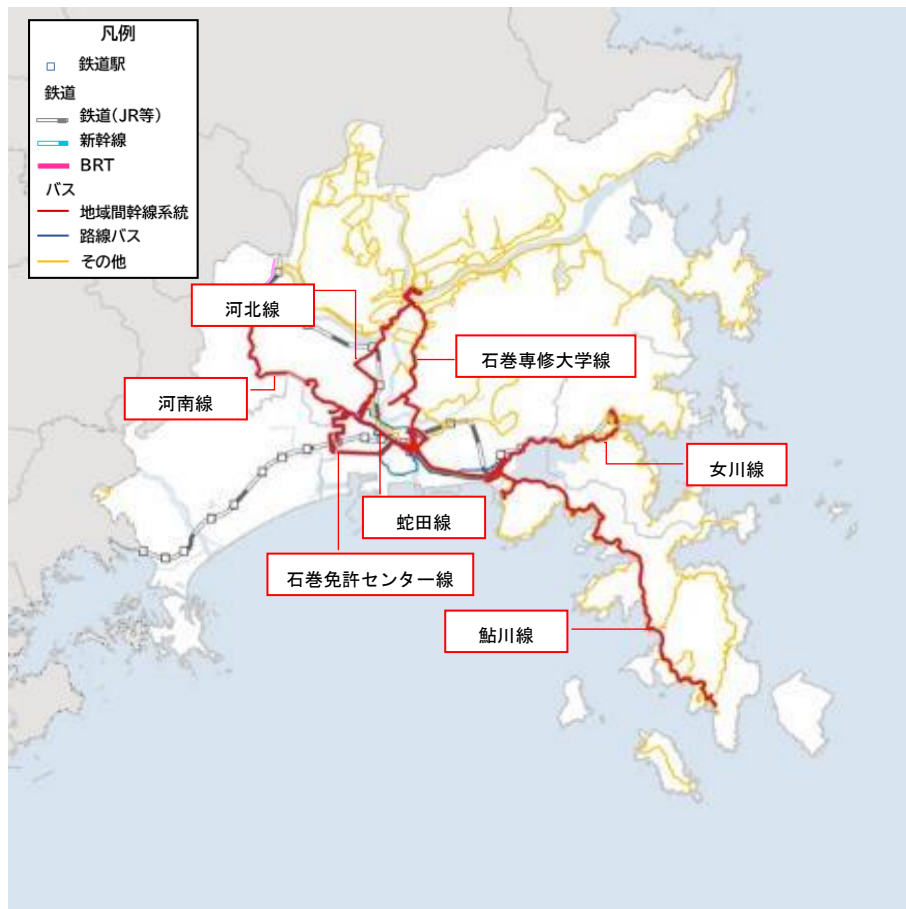 凡例
鉄道駅
鉄道
鉄道(JR等)
新幹線
BRT
バス
地域間幹線系統
路線バス
その他
河北線
石巻専修大学線
河南線
女川線
蛇田線
石巻免許センター線
鮎川線